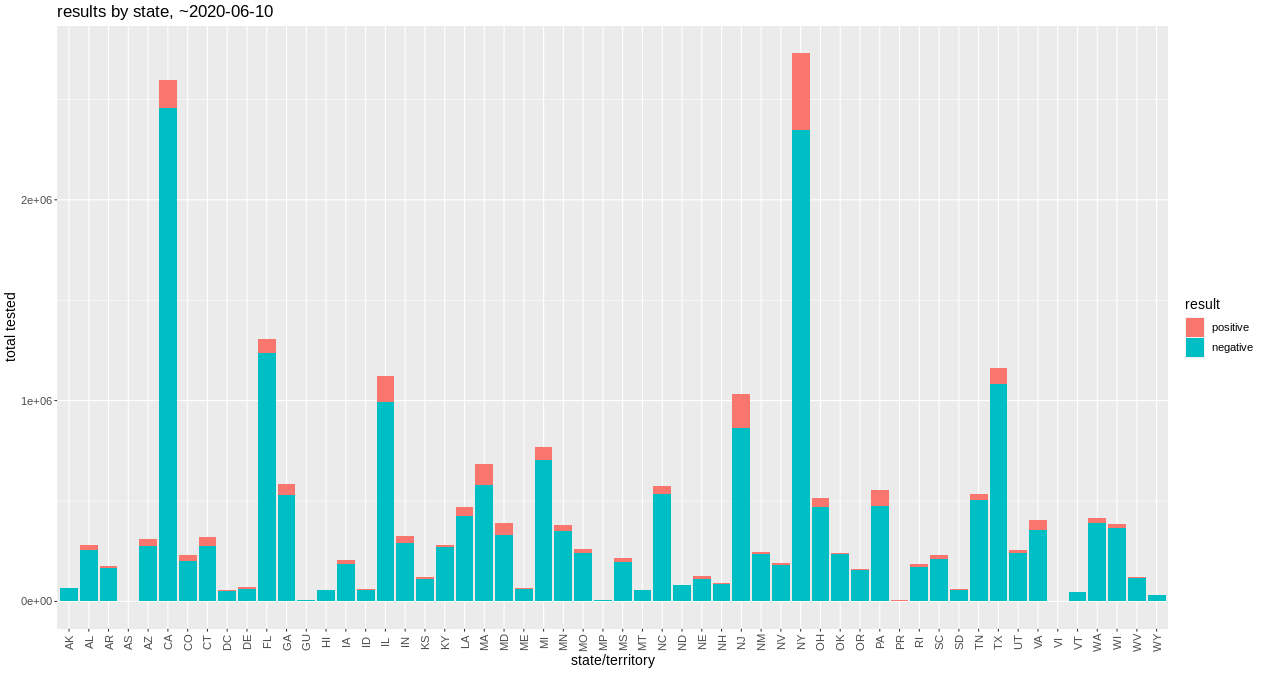 results by state, ~2020-06-10
total tested
2e+06
1e+06
0e+00
AK AL AR AS AZ CA CO CT DC DE FL GA GU HI IA ID IL IN KS KY LA MA MD ME MI MN MO MP MS MT NC ND NE NH NJ NM NV NY OH OK OR PA PR RI SC SD TN TX UT VA VI VT WA WI WV WY
state/territory
result
positive
negative